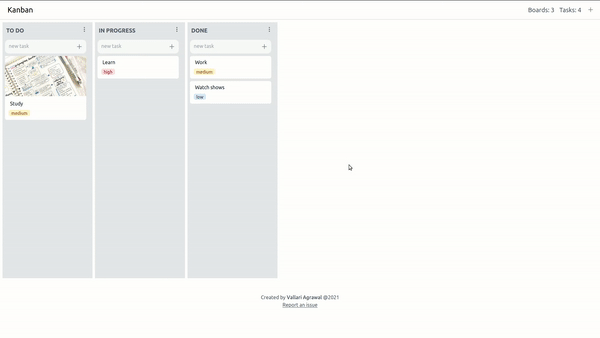 Kanban
Boards: 3 Tasks: 4 +
TO DO
new task +
Study
medium
IN PROGRESS
new task +
Learn
high
DONE
new task +
Work
medium
Watch shows
low
Created by Vallari Agrawal @2021
Report an issue